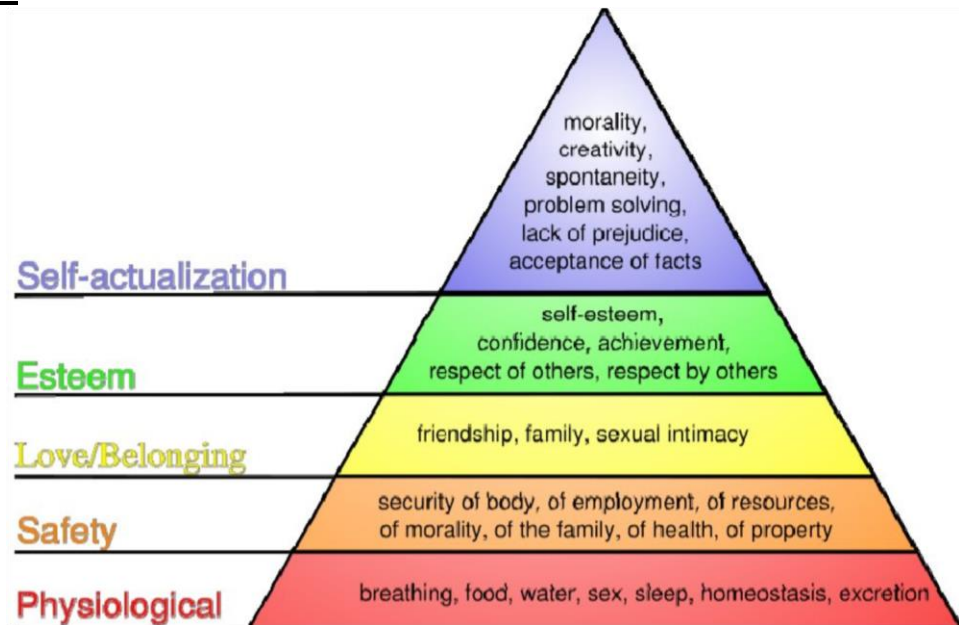 morality,
creativity,
spontaneity,
problem solving,
lack of prejudice,
acceptance of facts
Self-actualization
self-esteem,
confidence, achievement,
respect of others, respect by others
Esteem
friendship, family, sexual intimacy
Love/Belonging
security of body, of employment, of resources,
of morality, of the family, of health, of property
Safety
breathing, food, water, sex, sleep, homeostasis, excretion
Physiological